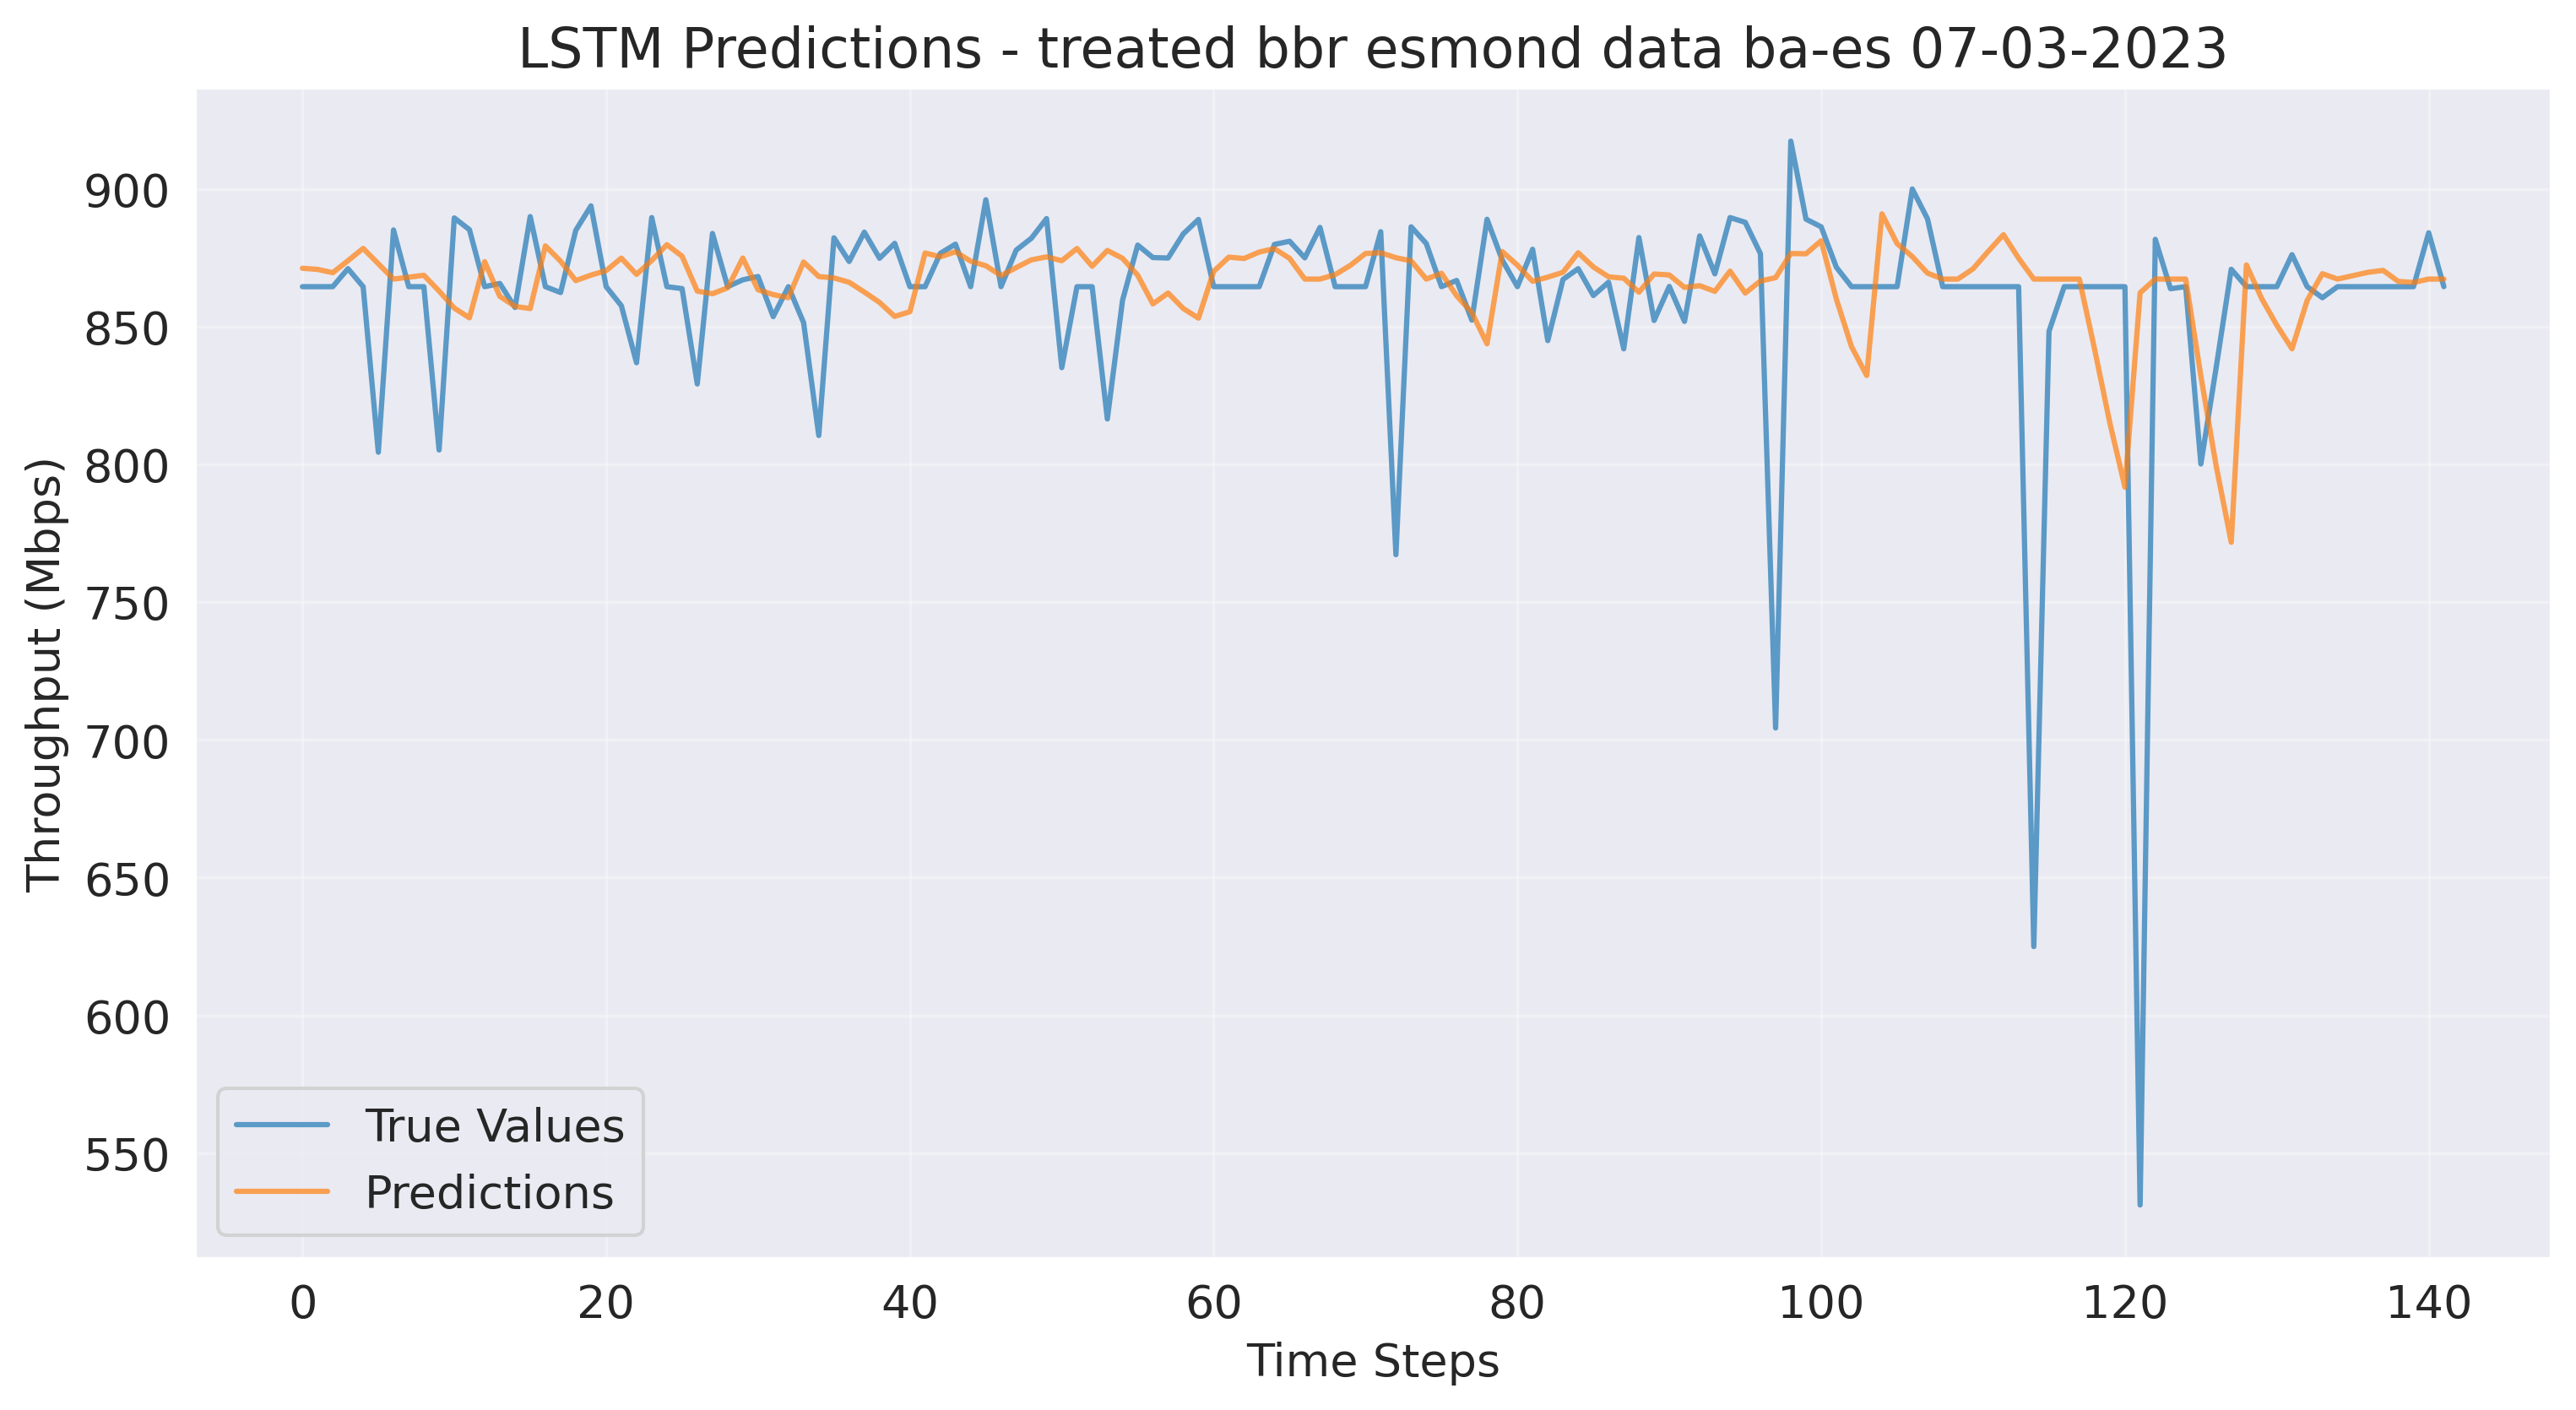 LSTM Predictions - treated bbr esmond data ba-es 07-03-2023
Throughput (Mbps)
900
850
800
750
700
650
600
550
True Values
Predictions
0 20 40 60 80 100 120 140
Time Steps